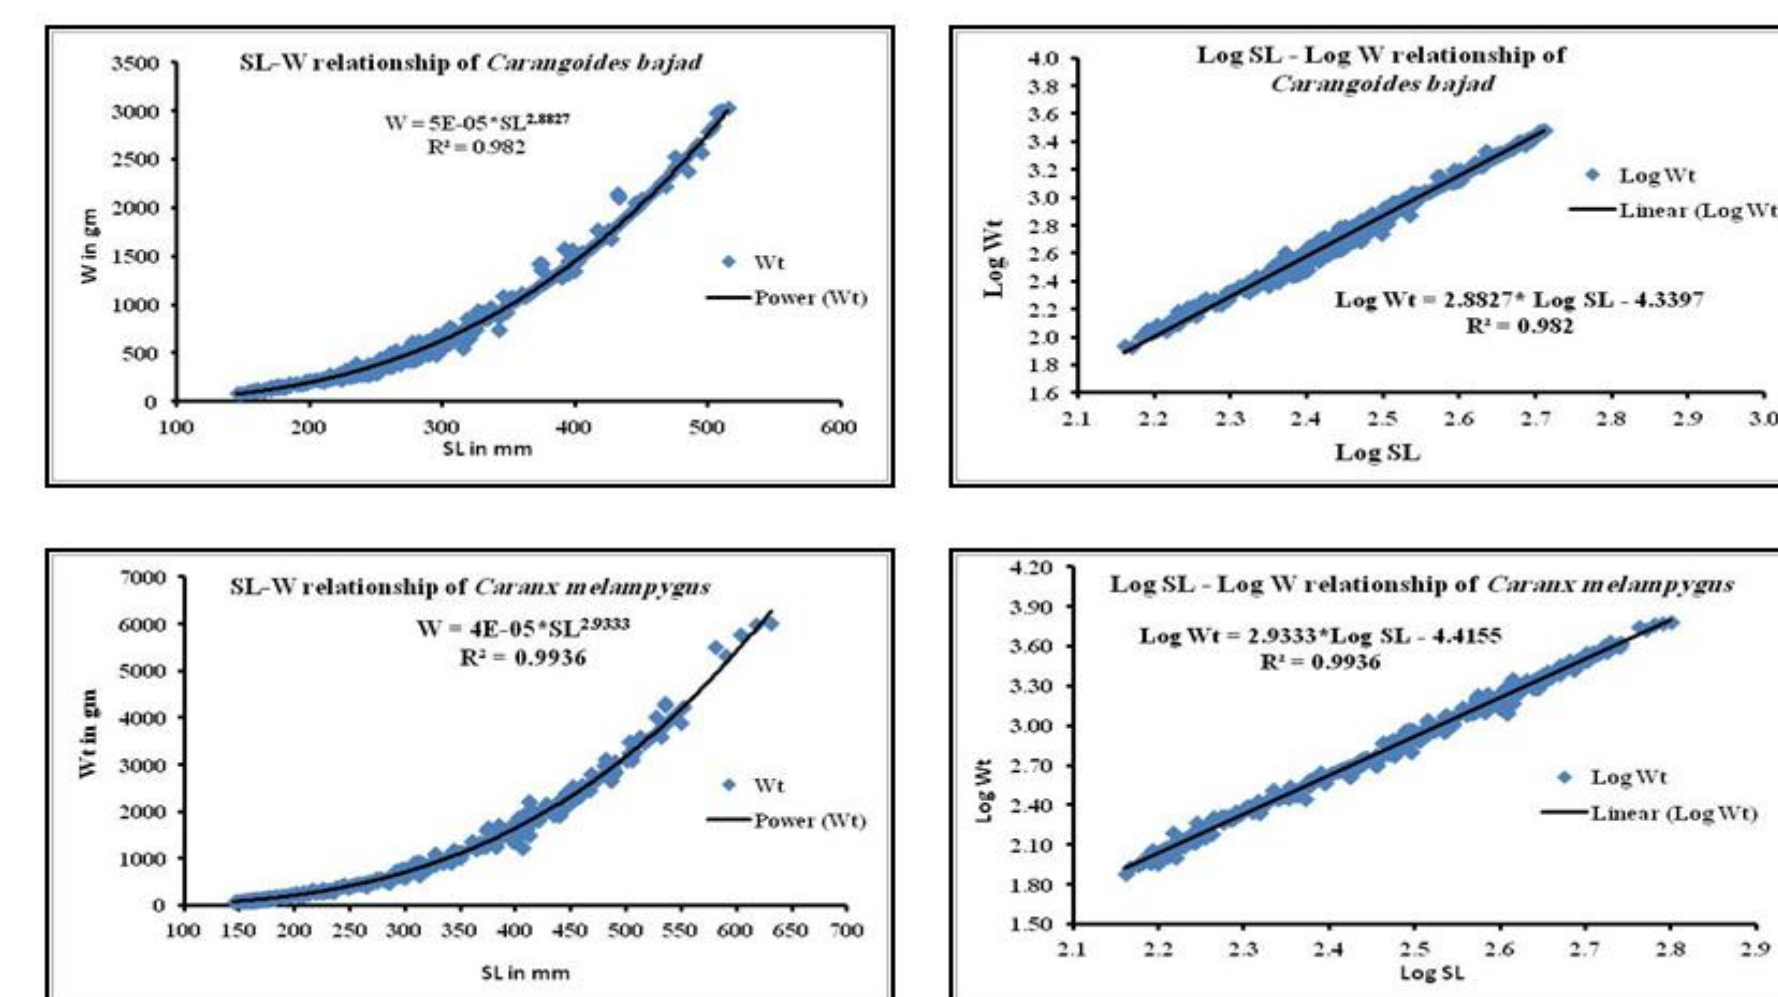 SL-W relationship of Carangoides bajad
W = 5E-05*SL^2.8827
R² = 0.982
3500
3000
2500
2000
1500
1000
500
0
W in gm
Wt
Power (Wt)
100 200 300 400 500 600
SL in mm
Log SL - Log W relationship of
Carangoides bajad
4.0
3.8
3.6
3.4
3.2
3.0
2.8
2.6
2.4
2.2
2.0
1.8
1.6
Log Wt
Log Wt
Linear (Log Wt
Log Wt = 2.8827* Log SL - 4.3397
R² = 0.982
2.1 2.2 2.3 2.4 2.5 2.6 2.7 2.8 2.9 3.0
Log SL
SL-W relationship of Caranx melampygus
W = 4E-05*SL^2.9333
R² = 0.9936
7000
6000
5000
4000
3000
2000
1000
0
Wt in gm
Wt
Power (Wt)
100 150 200 250 300 350 400 450 500 550 600 650 700
SL in mm
Log SL - Log W relationship of Caranx melampygus
Log Wt = 2.9333*Log SL - 4.4155
R² = 0.9936
4.20
3.90
3.60
3.30
3.00
2.70
2.40
2.10
1.80
1.50
Log Wt
Log Wt
Linear (Log Wt)
2.1 2.2 2.3 2.4 2.5 2.6 2.7 2.8 2.9
Log SL